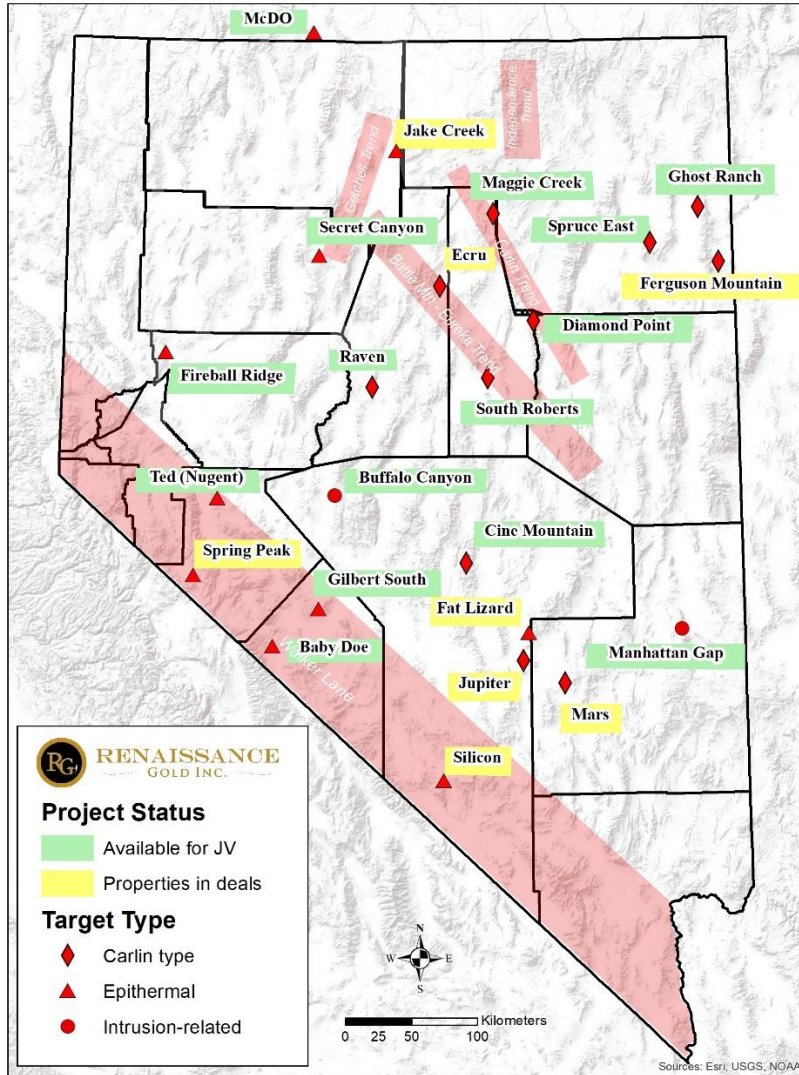 McDO
Jake Creek
Independence
Trend
Getchell Trend
Maggie Creek
Ghost Ranch
Secret Canyon
Spruce East
Ecru
Carlin Trend
Ferguson Mountain
Battle Mtn - Eureka Trend
Diamond Point
Raven
Fireball Ridge
South Roberts
Ted (Nugent)
Buffalo Canyon
Cinc Mountain
Spring Peak
Gilbert South
Fat Lizard
Baby Doe
Manhattan Gap
Walker Lane
Jupiter
Mars
Silicon
RG
RENAISSANCE
GOLD INC.
Project Status
Available for JV
Properties in deals
Target Type
Carlin type
Epithermal
Intrusion-related
N
W
E
S
Kilometers
0 25 50 100
Sources: Esri, USGS, NOAA